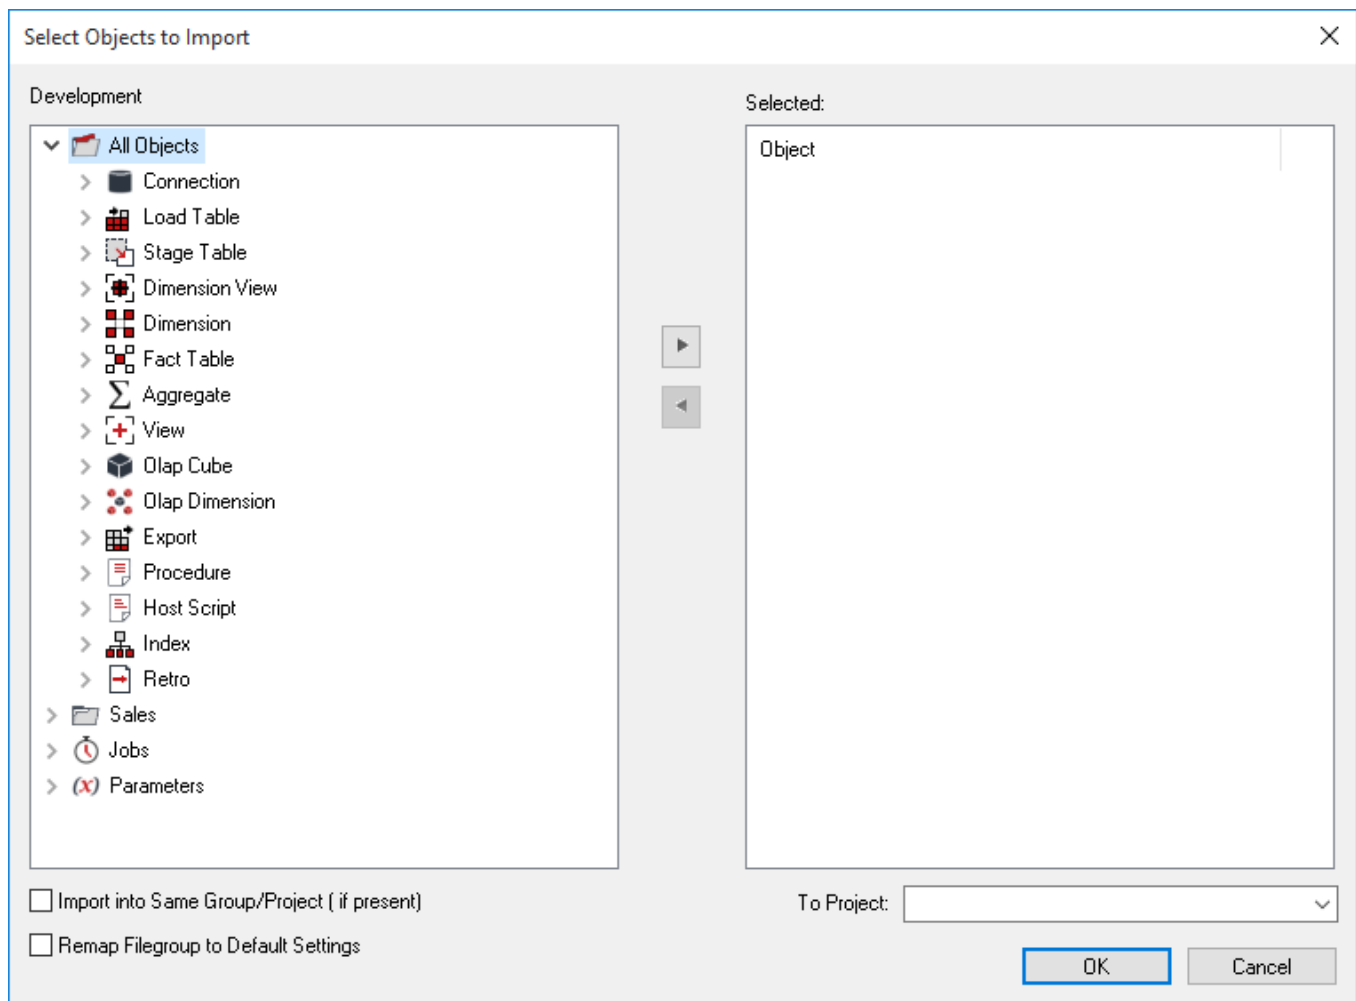 Select Objects to Import
Development
All Objects
Connection
Load Table
Stage Table
Dimension View
Dimension
Fact Table
Aggregate
View
Olap Cube
Olap Dimension
Export
Procedure
Host Script
Index
Retro
Sales
Jobs
(x) Parameters
Selected:
Object
Import into Same Group/Project ( if present)
Remap Filegroup to Default Settings
To Project:
OK
Cancel